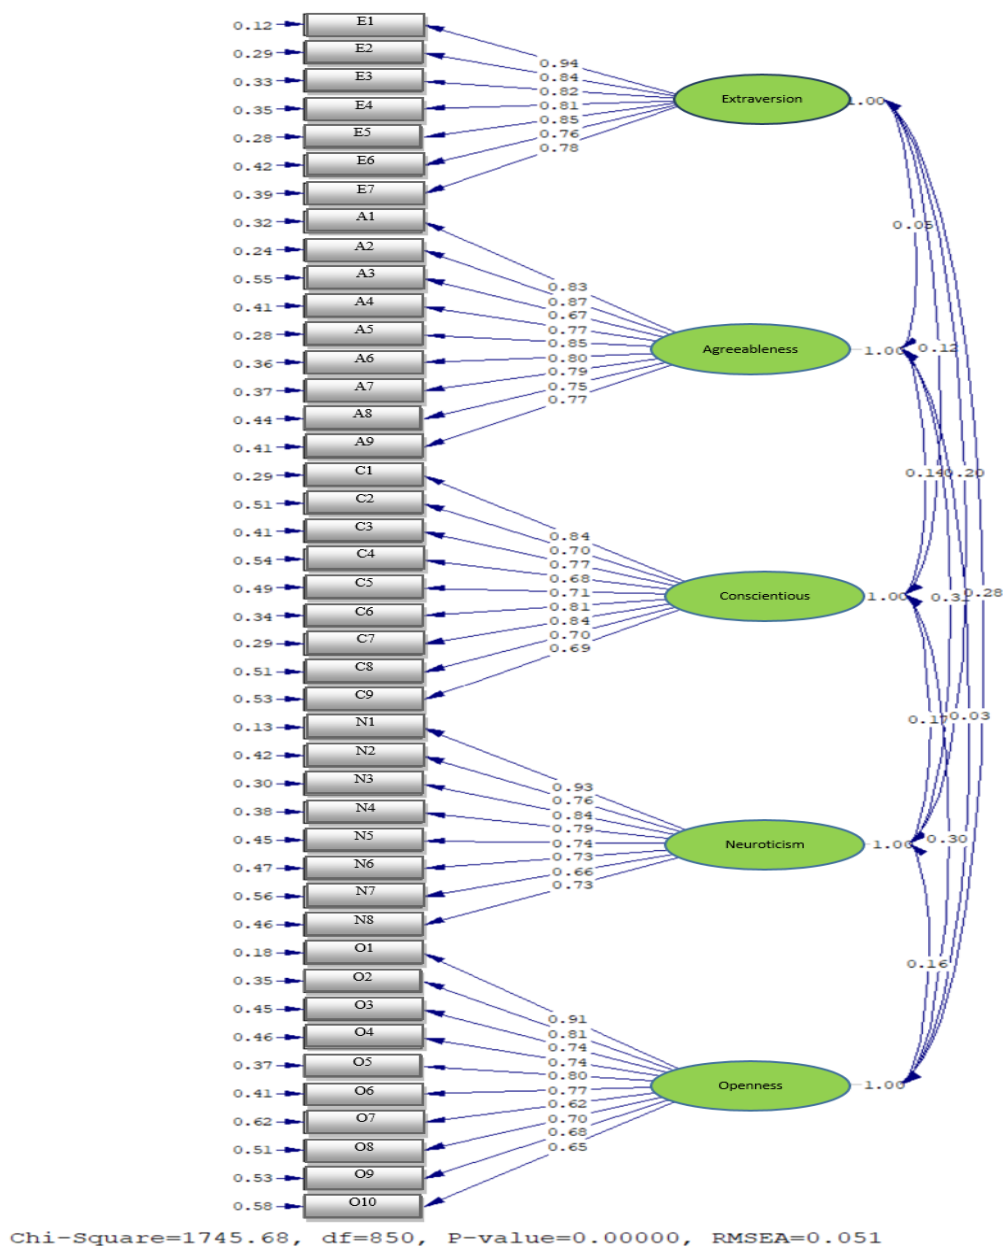 0.12 E1
0.29 E2
0.33 E3
0.35 E4
0.28 E5
0.42 E6
0.39 E7
0.94
0.84
0.82
0.81
0.85
0.76
0.78
Extraversion 1.00
0.32 A1
0.24 A2
0.55 A3
0.41 A4
0.28 A5
0.36 A6
0.37 A7
0.44 A8
0.41 A9
0.83
0.87
0.67
0.77
0.85
0.80
0.79
0.75
0.77
Agreeableness 1.00
0.29 C1
0.51 C2
0.41 C3
0.54 C4
0.49 C5
0.34 C6
0.29 C7
0.51 C8
0.53 C9
0.84
0.70
0.77
0.68
0.71
0.81
0.84
0.70
0.69
Conscientious 1.00
0.13 N1
0.42 N2
0.30 N3
0.38 N4
0.45 N5
0.47 N6
0.56 N7
0.46 N8
0.93
0.76
0.84
0.79
0.74
0.73
0.66
0.73
Neuroticism 1.00
0.18 O1
0.35 O2
0.45 O3
0.46 O4
0.37 O5
0.41 O6
0.62 O7
0.51 O8
0.53 O9
0.58 O10
0.91
0.81
0.74
0.74
0.80
0.77
0.62
0.70
0.68
0.65
Openness 1.00
0.05
0.12
0.14 0.20
0.28
0.03
0.30
0.16
Chi-Square=1745.68, df=850, P-value=0.00000, RMSEA=0.051